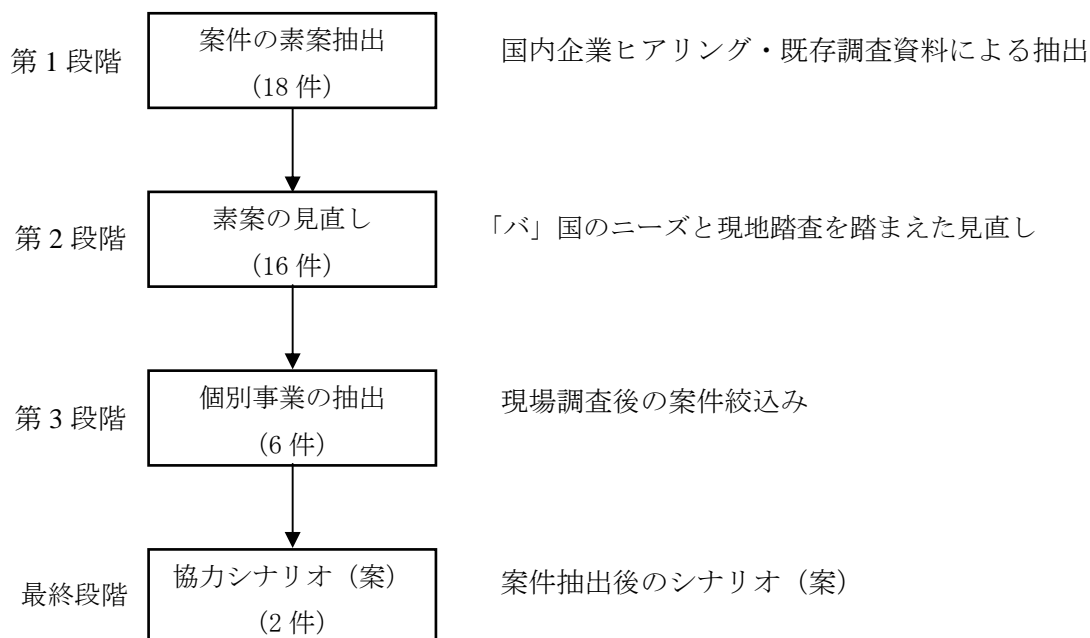 第 1 段階
案件の素案抽出
(18 件)
国内企業ヒアリング・既存調査資料による抽出
第 2 段階
素案の見直し
(16 件)
「バ」国のニーズと現地踏査を踏まえた見直し
第 3 段階
個別事業の抽出
(6 件)
現場調査後の案件絞込み
最終段階
協力シナリオ（案）
(2 件)
案件抽出後のシナリオ（案）